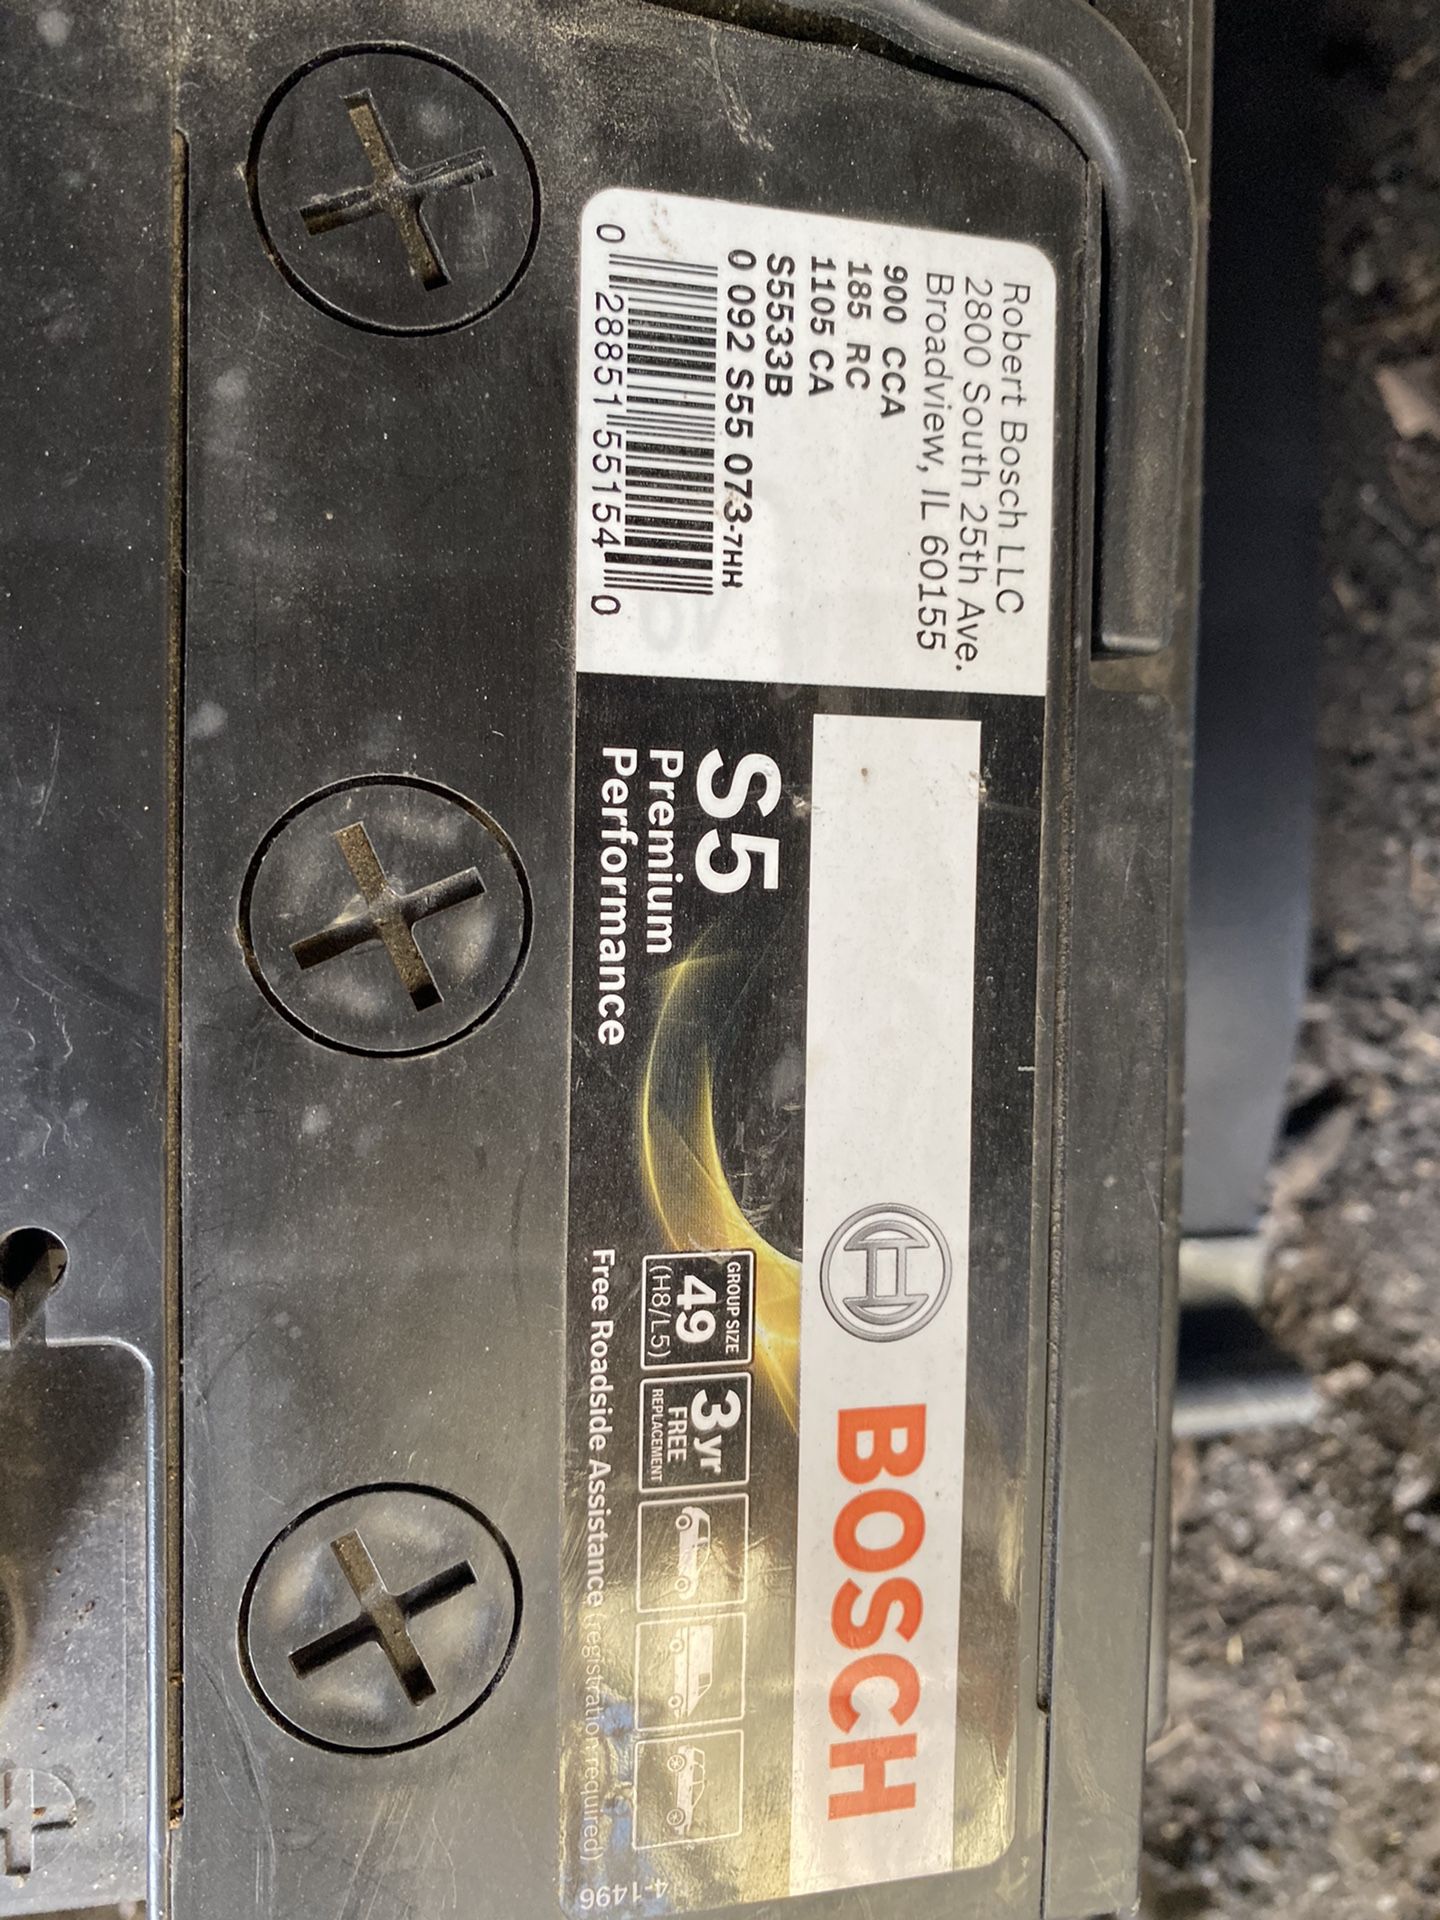 Robert Bosch LLC
2800 South 25th Ave.
Broadview, IL 60155
900 CCA
185 RC
1105 CA
S5533B
0 092 S55 073-7HH
0 28851 55154 0
BOSCH
S5
Premium
Performance
GROUP SIZE
49
(H8/L5)
3 yr
FREE
REPLACEMENT
Free Roadside Assistance (registration required)
4-1496